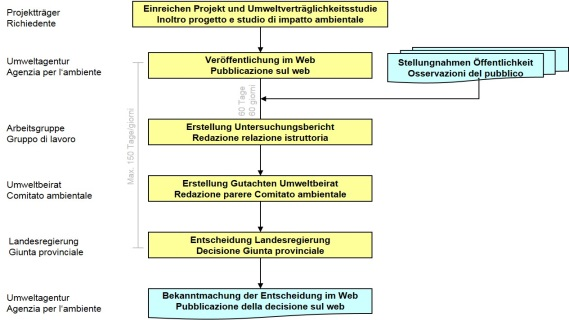 Projektträger
Richiedente
Einreichen Projekt und Umweltverträglichkeitsstudie
Inoltro progetto e studio di impatto ambientale
Umweltagentur
Agenzia per l'ambiente
Veröffentlichung im Web
Pubblicazione sul web
Stellungnahmen Öffentlichkeit
Osservazioni del pubblico
60 Tage
60 giorni
Max. 150 Tage/giorni
Arbeitsgruppe
Gruppo di lavoro
Erstellung Untersuchungsbericht
Redazione relazione istruttoria
Umweltbeirat
Comitato ambientale
Erstellung Gutachten Umweltbeirat
Redazione parere Comitato ambientale
Landesregierung
Giunta provinciale
Entscheidung Landesregierung
Decisione Giunta provinciale
Umweltagentur
Agenzia per l'ambiente
Bekanntmachung der Entscheidung im Web
Pubblicazione della decisione sul web